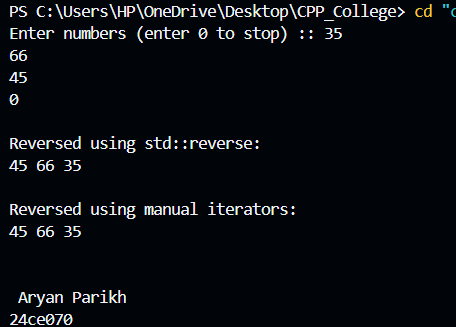 PS C:\Users\HP\OneDrive\Desktop\CPP_College> cd "
Enter numbers (enter 0 to stop) :: 35
66
45
0
Reversed using std::reverse:
45 66 35
Reversed using manual iterators:
45 66 35
Aryan Parikh
24ce070